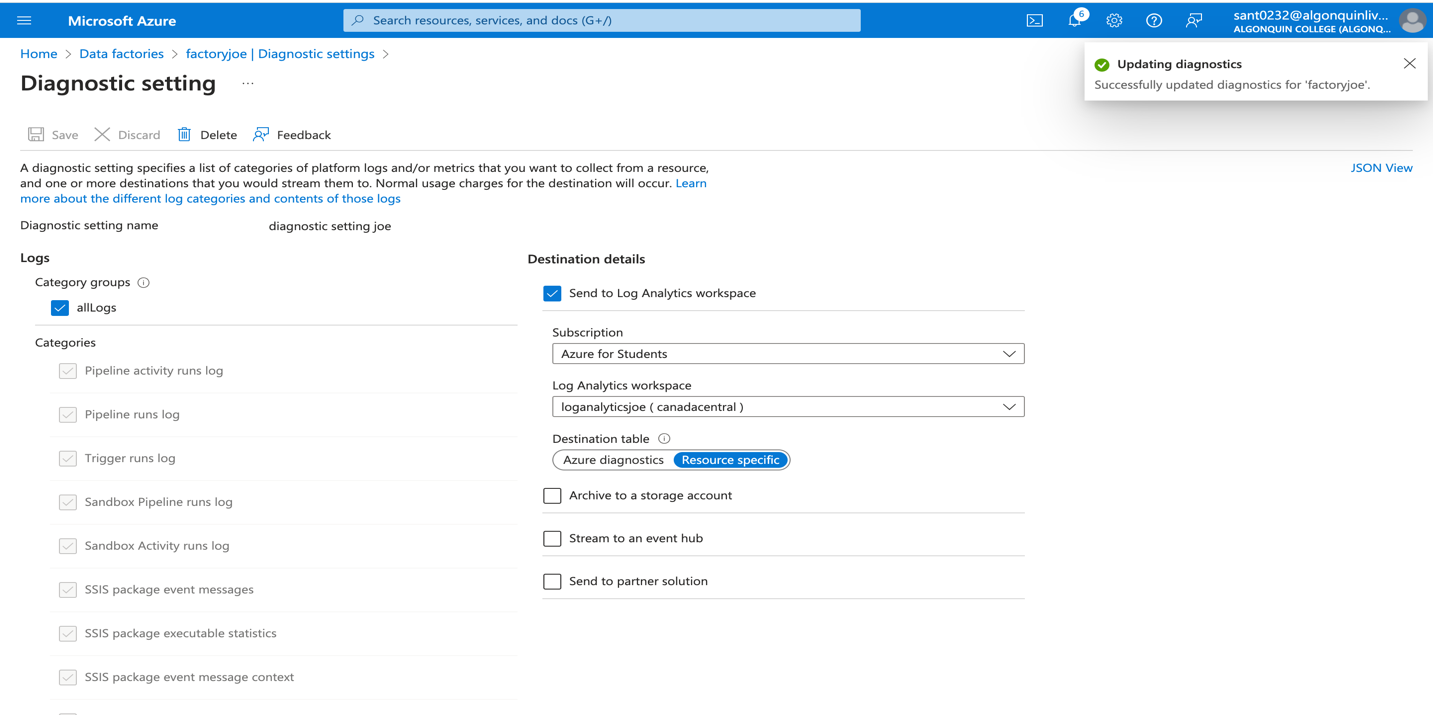 Microsoft Azure
Search resources, services, and docs (G+/)
6
sant0232@algonquinliv...
ALGONQUIN COLLEGE (ALGONQ...
Home > Data factories > factoryjoe | Diagnostic settings >
Diagnostic setting ...
Updating diagnostics
Successfully updated diagnostics for 'factoryjoe'.
Save Discard Delete Feedback
A diagnostic setting specifies a list of categories of platform logs and/or metrics that you want to collect from a resource,
and one or more destinations that you would stream them to. Normal usage charges for the destination will occur. Learn
more about the different log categories and contents of those logs
JSON View
Diagnostic setting name
diagnostic setting joe
Logs
Category groups
allLogs
Categories
Pipeline activity runs log
Pipeline runs log
Trigger runs log
Sandbox Pipeline runs log
Sandbox Activity runs log
SSIS package event messages
SSIS package executable statistics
SSIS package event message context
Destination details
Send to Log Analytics workspace
Subscription
Azure for Students
Log Analytics workspace
loganalyticsjoe ( canadacentral )
Destination table
Azure diagnostics Resource specific
Archive to a storage account
Stream to an event hub
Send to partner solution